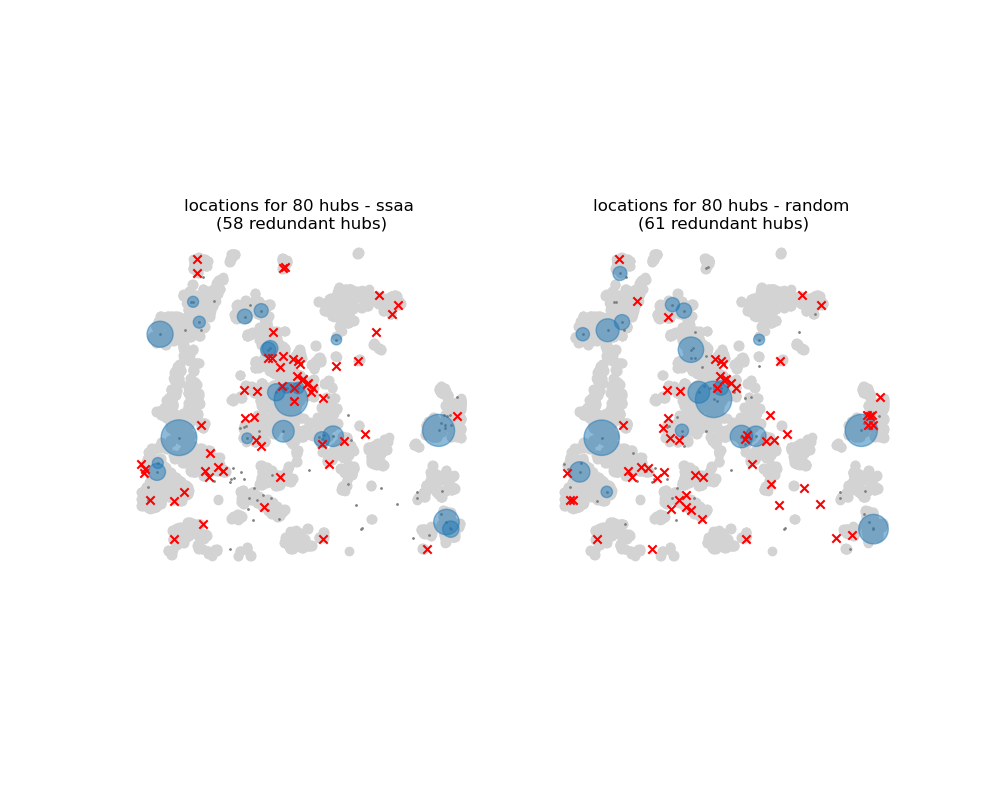 locations for 80 hubs - ssaa
(58 redundant hubs)
locations for 80 hubs - random
(61 redundant hubs)